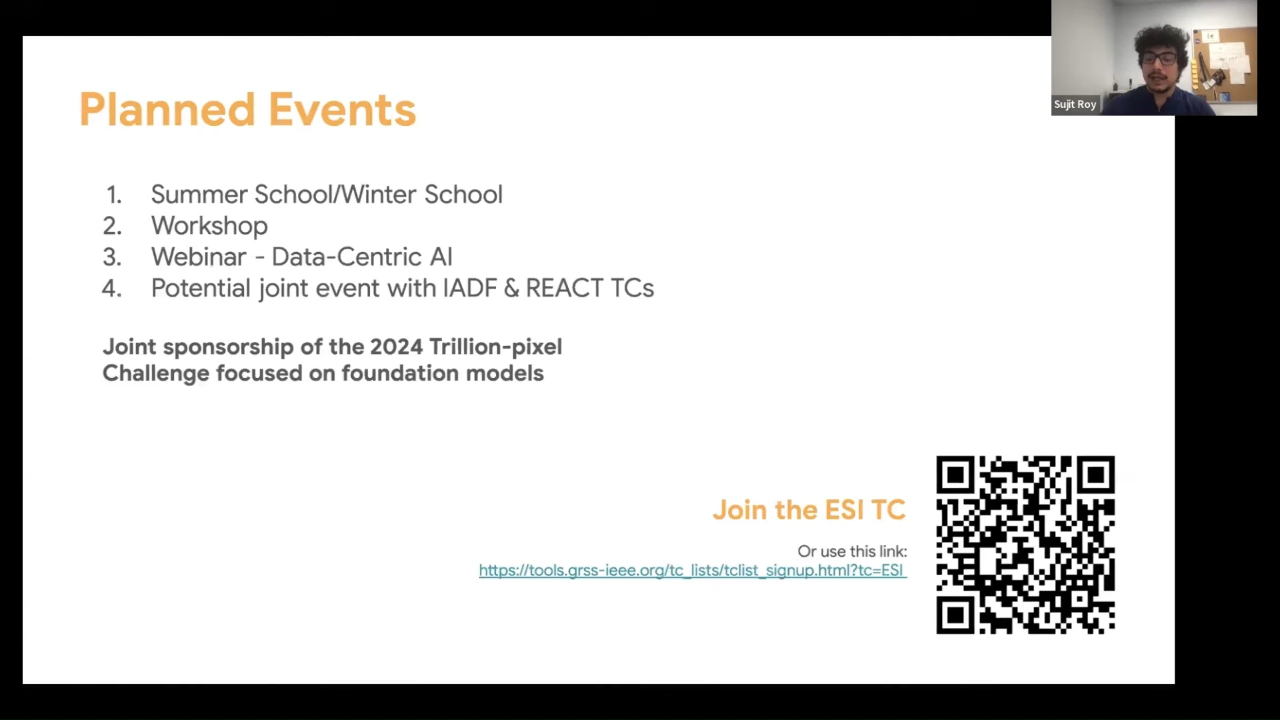 Planned Events
Sujit Roy
1. Summer School/Winter School
2. Workshop
3. Webinar - Data-Centric AI
4. Potential joint event with IADF & REACT TCs
Joint sponsorship of the 2024 Trillion-pixel
Challenge focused on foundation models
Join the ESI TC
Or use this link:
https://tools.grss-ieee.org/tc_lists/tclist_signup.html?tc=ESI